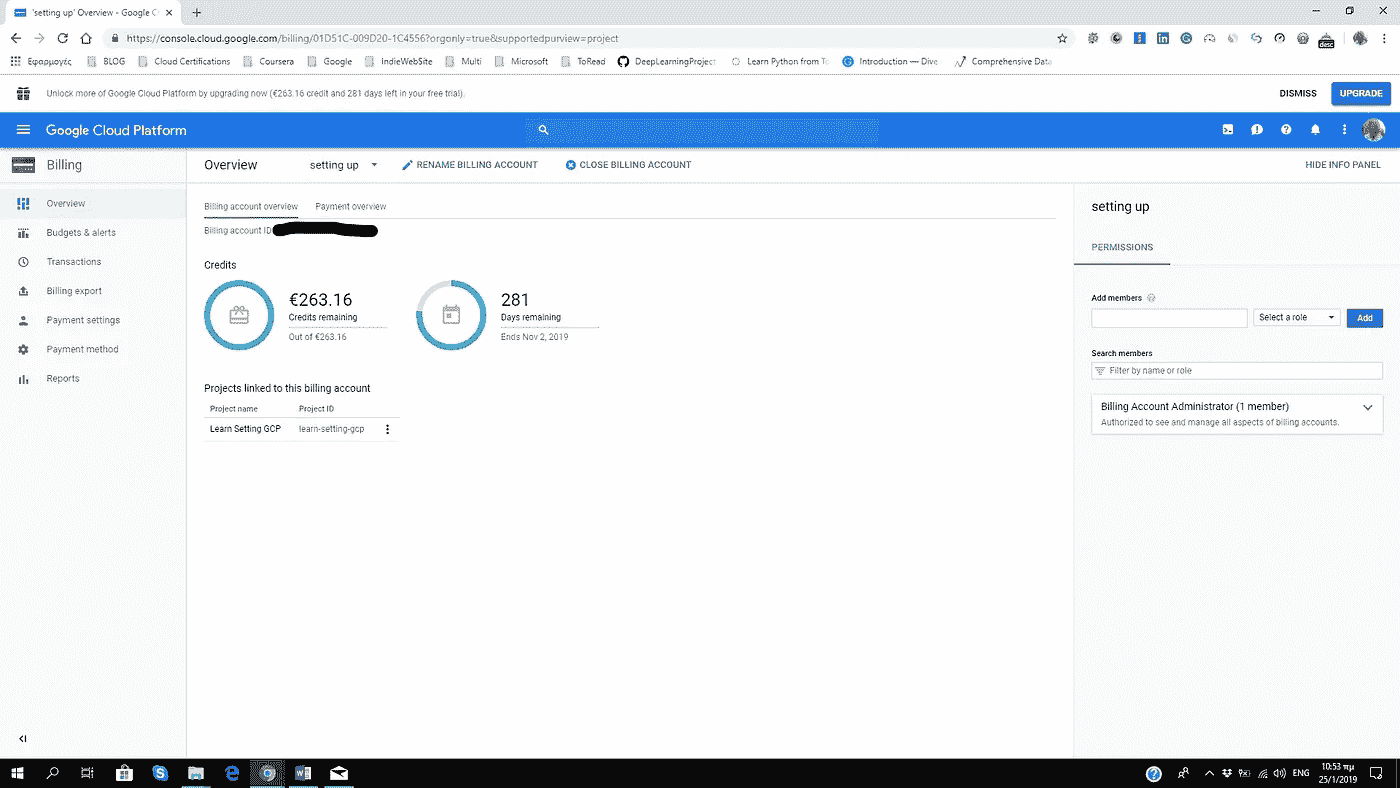 'setting up' Overview - Google C
https://console.cloud.google.com/billing/01D51C-009D20-1C4556?orgonly=true&supportedpurview=project
Εφαρμογές BLOG Cloud Certifications Coursera Google IndieWebSite Multi Microsoft ToRead DeepLearningProject Learn Python from To Introduction — Dive Comprehensive Data
desc
Unlock more of Google Cloud Platform by upgrading now (€263.16 credit and 281 days left in your free trial). DISMISS UPGRADE
Google Cloud Platform
Billing Overview setting up RENAME BILLING ACCOUNT CLOSE BILLING ACCOUNT HIDE INFO PANEL
Overview
Budgets & alerts
Transactions
Billing export
Payment settings
Payment method
Reports
Billing account overview Payment overview
Billing account ID
Credits
€263.16
Credits remaining
Out of €263.16
281
Days remaining
Ends Nov 2, 2019
Projects linked to this billing account
Project name Project ID
Learn Setting GCP learn-setting-gcp
setting up
PERMISSIONS
Add members
Select a role Add
Search members
Filter by name or role
Billing Account Administrator (1 member)
Authorized to see and manage all aspects of billing accounts.
ENG
10:53 πμ
25/1/2019